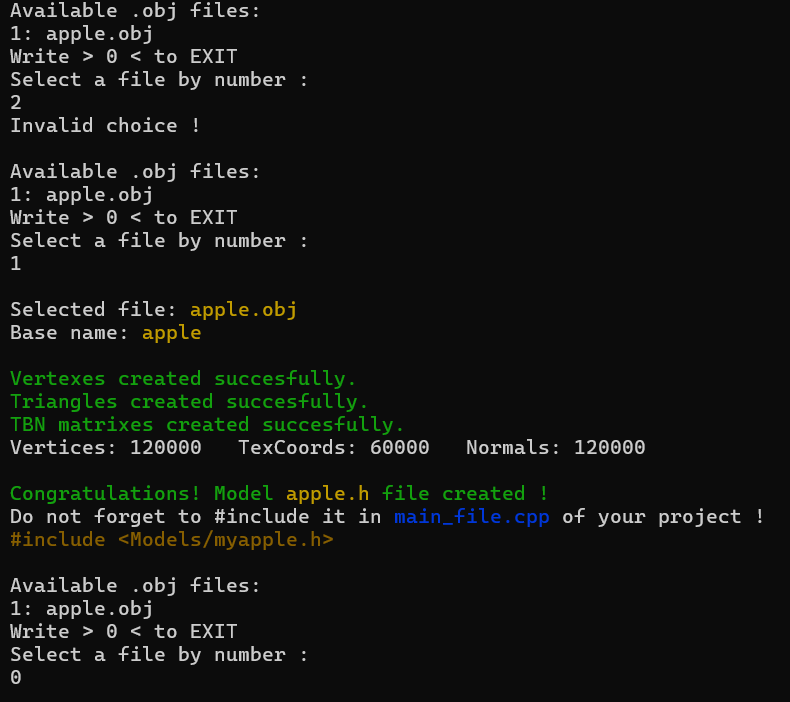 Available .obj files:
1: apple.obj
Write > 0 < to EXIT
Select a file by number :
2
Invalid choice !
Available .obj files:
1: apple.obj
Write > 0 < to EXIT
Select a file by number :
1
Selected file: apple.obj
Base name: apple
Vertexes created succesfully.
Triangles created succesfully.
TBN matrixes created succesfully.
Vertices: 120000   TexCoords: 60000   Normals: 120000
Congratulations! Model apple.h file created !
Do not forget to #include it in main_file.cpp of your project !
#include <Models/myapple.h>
Available .obj files:
1: apple.obj
Write > 0 < to EXIT
Select a file by number :
0